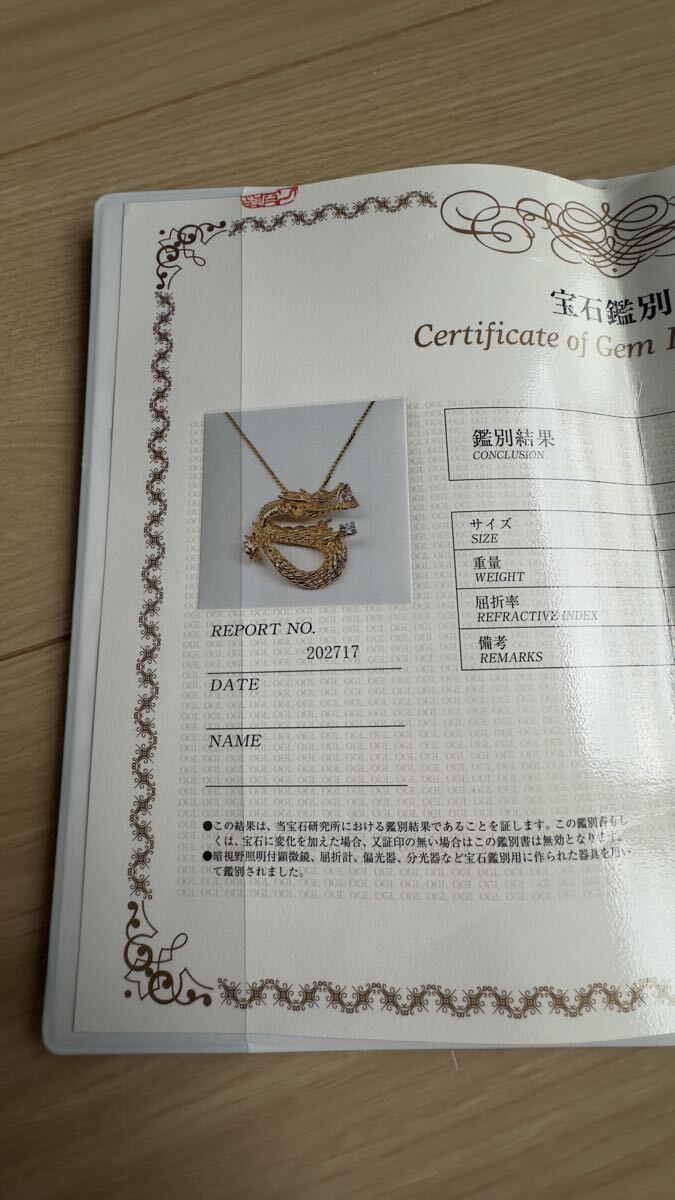 宝石鑑別
Certificate of Gem
鑑別結果
CONCLUSION
サイズ
SIZE
重量
WEIGHT
屈折率
REFRACTIVE INDEX
備考
REMARKS
REPORT NO.
202717
DATE
NAME
●この結果は、当宝石研究所における鑑別結果であることを証します。この鑑別書もし
くは、宝石に変化を加えた場合、又証印の無い場合はこの鑑別書は無効となります。
●暗視野照明付顕微鏡、屈折計、偏光器、分光器など宝石鑑別用に作られた器具を用い
て鑑別されました。